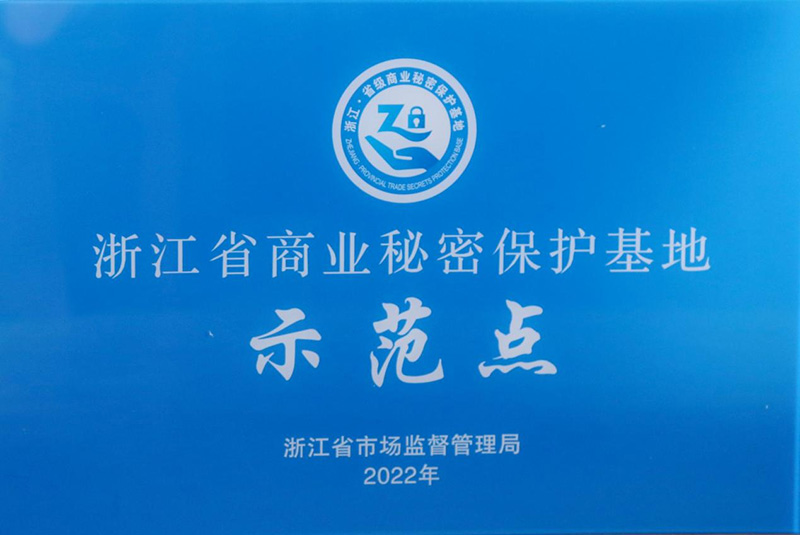 浙江·省级商业秘密保护基地
ZHEJIANG PROVINCIAL TRADE SECRETS PROTECTION BASE
Z
浙江省商业秘密保护基地
示范点
浙江省市场监督管理局
2022年